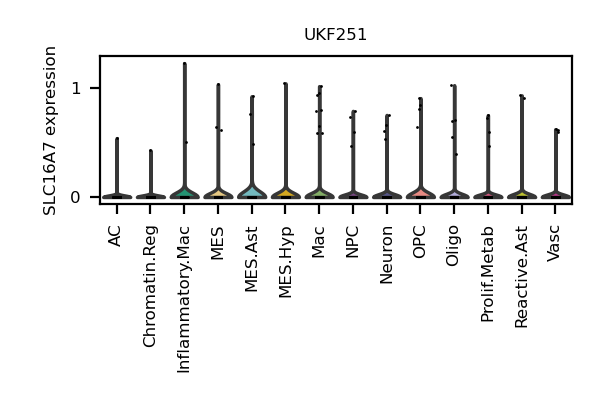 UKF251
SLC16A7 expression
1
0
AC
Chromatin.Reg
Inflammatory.Mac
MES
MES.Ast
MES.Hyp
Mac
NPC
Neuron
OPC
Oligo
Prolif.Metab
Reactive.Ast
Vasc